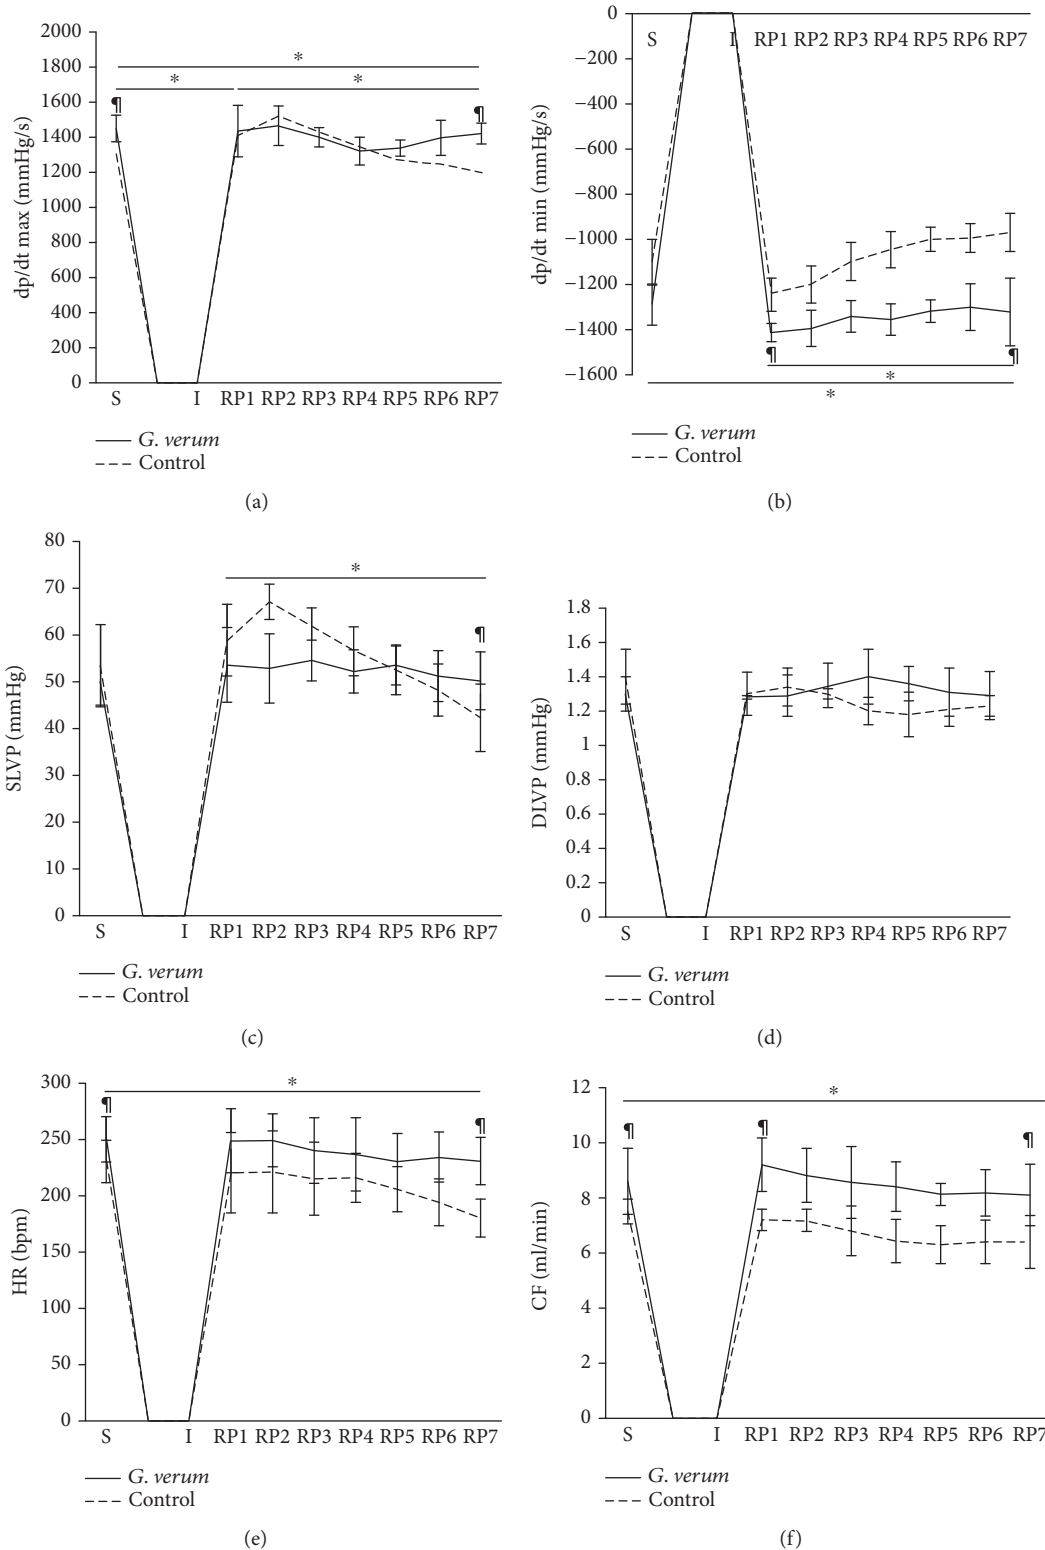 2000
1800
1600
1400
1200
1000
800
600
400
200
0
dp/dt max (mmHg/s)
*
*
*
¶
¶
S I RP1 RP2 RP3 RP4 RP5 RP6 RP7
G. verum
Control
(a)
0
−200
−400
−600
−800
−1000
−1200
−1400
−1600
dp/dt min (mmHg/s)
S I RP1 RP2 RP3 RP4 RP5 RP6 RP7
¶
¶
*
*
G. verum
Control
(b)
80
70
60
50
40
30
20
10
0
SLVP (mmHg)
*
¶
S I RP1 RP2 RP3 RP4 RP5 RP6 RP7
G. verum
Control
(c)
1.8
1.6
1.4
1.2
1
0.8
0.6
0.4
0.2
0
DLVP (mmHg)
S I RP1 RP2 RP3 RP4 RP5 RP6 RP7
G. verum
Control
(d)
300
250
200
150
100
50
0
HR (bpm)
*
¶
¶
S I RP1 RP2 RP3 RP4 RP5 RP6 RP7
G. verum
Control
(e)
12
10
8
6
4
2
0
CF (ml/min)
*
¶
¶
¶
S I RP1 RP2 RP3 RP4 RP5 RP6 RP7
G. verum
Control
(f)